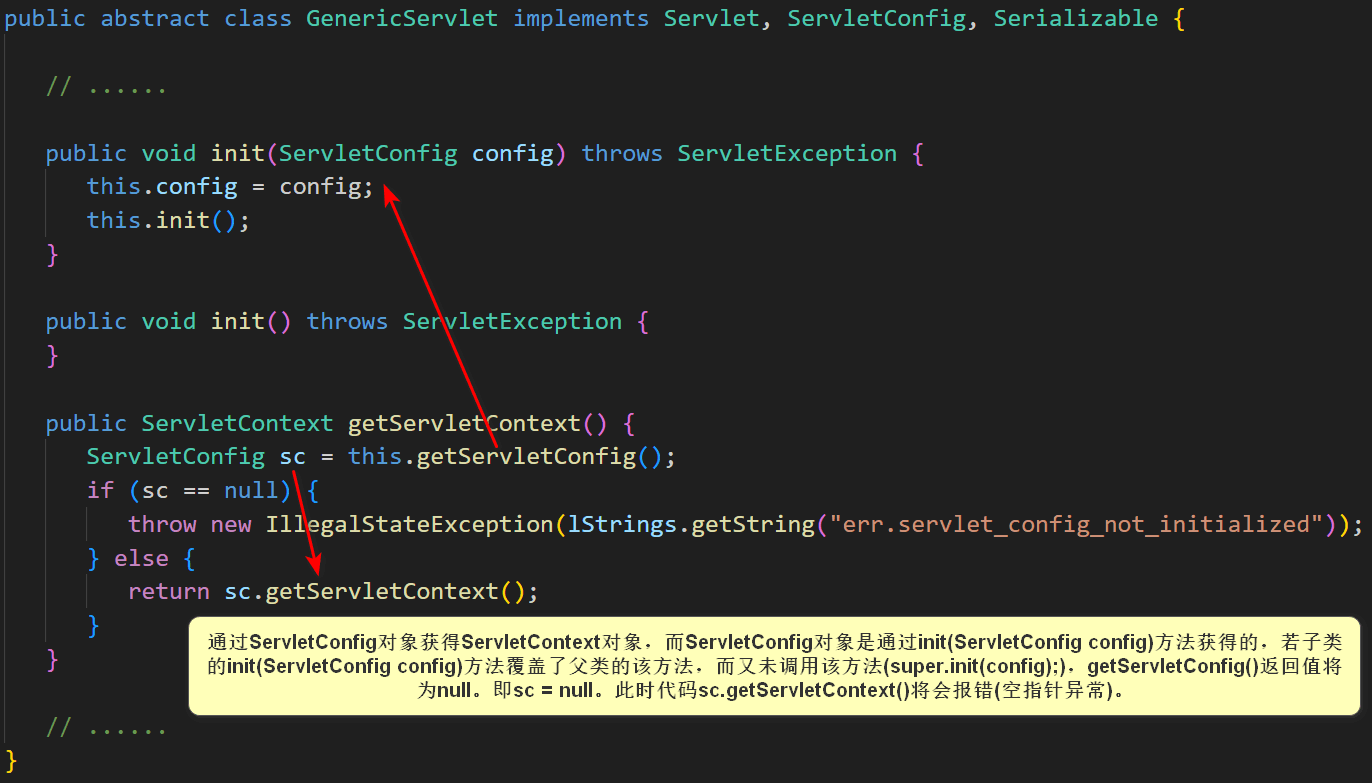 public abstract class GenericServlet implements Servlet, ServletConfig, Serializable {
// ......
public void init(ServletConfig config) throws ServletException {
this.config = config;
this.init();
}
public void init() throws ServletException {
}
public ServletContext getServletContext() {
ServletConfig sc = this.getServletConfig();
if (sc == null) {
throw new IllegalStateException(lStrings.getString("err.servlet_config_not_initialized"));
} else {
return sc.getServletContext();
}
通过ServletConfig对象获得ServletContext对象，而ServletConfig对象是通过init(ServletConfig config)方法获得的，若子类
的init(ServletConfig config)方法覆盖了父类的该方法，而又未调用该方法(super.init(config);)，getServletConfig()返回值将
为null。即sc = null。此时代码sc.getServletContext()将会报错(空指针异常)。
}
// ......
}